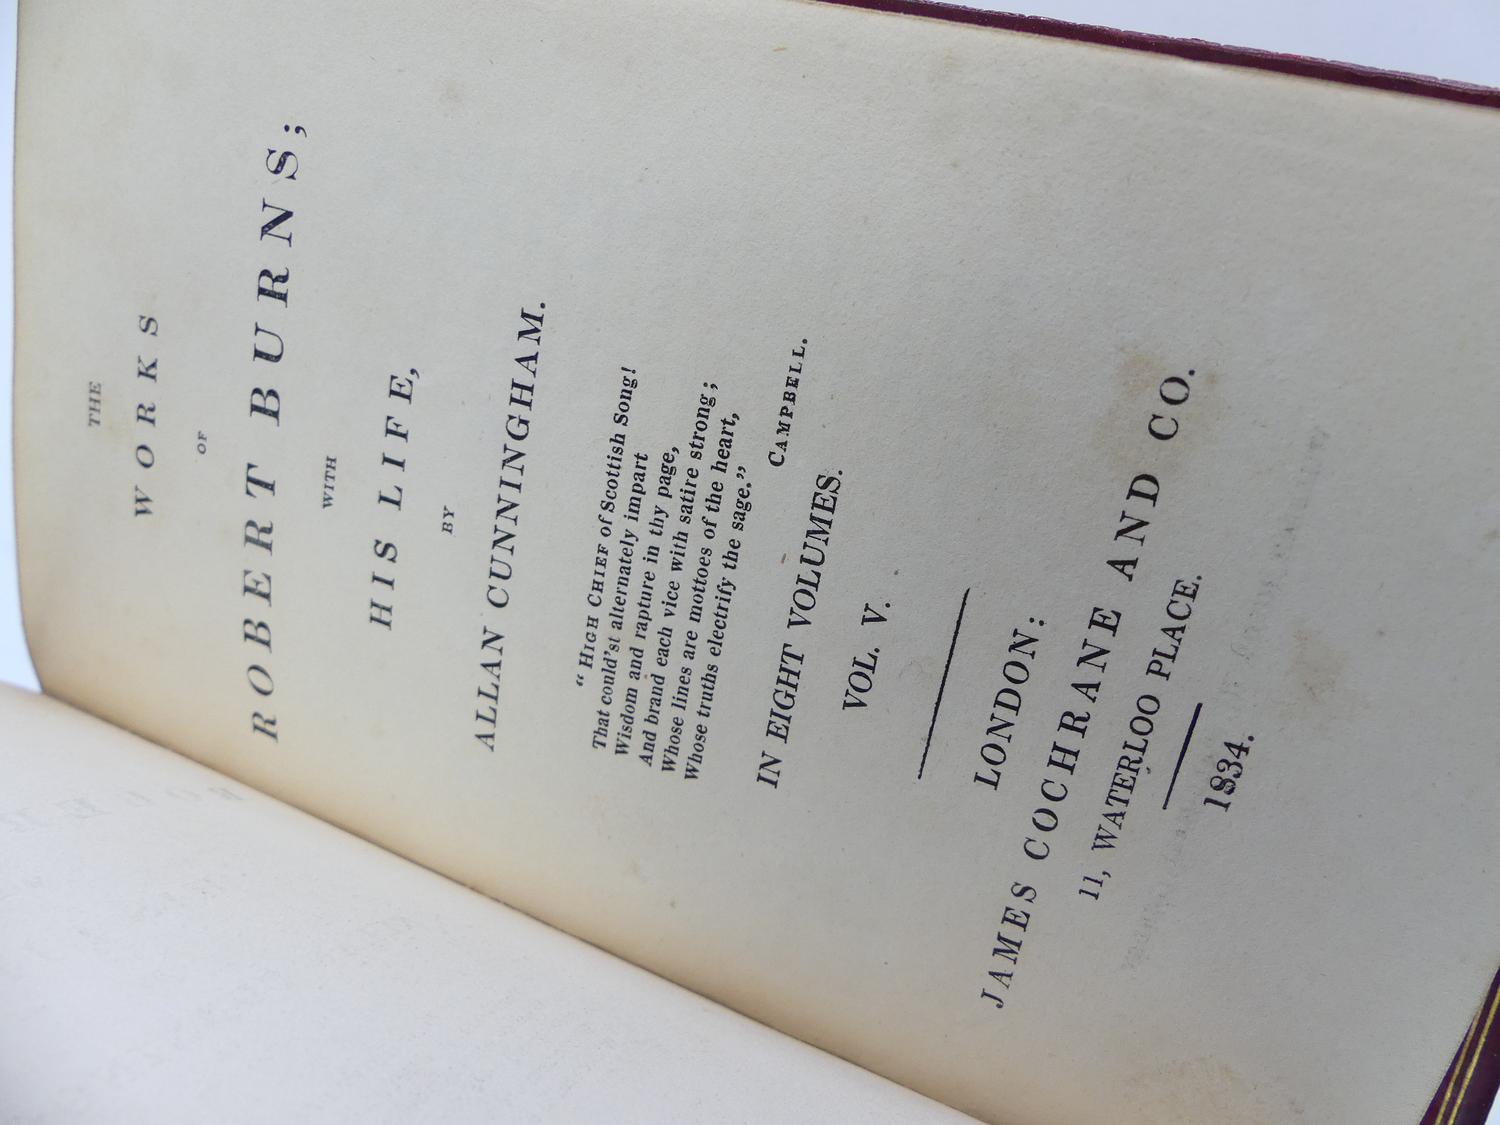 THE
WORKS
OF
ROBERT BURNS;
WITH
HIS LIFE,
BY
ALLAN CUNNINGHAM.
“HIGH CHIEF of Scottish Song!
That could'st alternately impart
Wisdom and rapture in thy page,
And brand each vice with satire strong;
Whose lines are mottoes of the heart,
Whose truths electrify the sage.”
CAMPBELL.
IN EIGHT VOLUMES.
VOL. V.
LONDON:
JAMES COCHRANE AND CO.
11, WATERLOO PLACE.
1834.